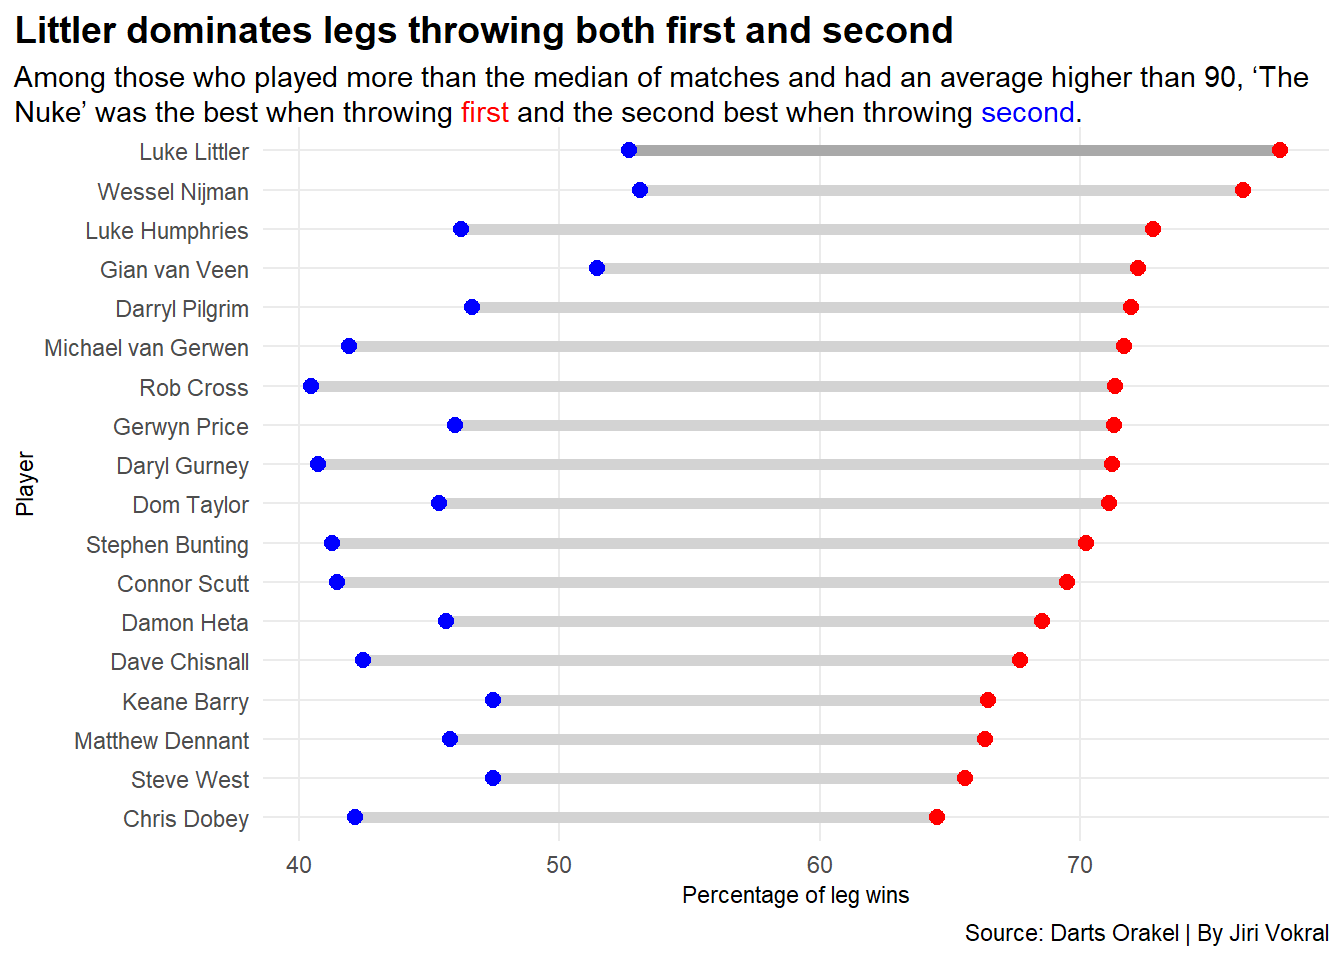 Littler dominates legs throwing both first and second
Among those who played more than the median of matches and had an average higher than 90, ‘The
Nuke’ was the best when throwing first and the second best when throwing second.
Luke Littler
Wessel Nijman
Luke Humphries
Gian van Veen
Darryl Pilgrim
Michael van Gerwen
Rob Cross
Gerwyn Price
Daryl Gurney
Dom Taylor
Stephen Bunting
Connor Scutt
Damon Heta
Dave Chisnall
Keane Barry
Matthew Dennant
Steve West
Chris Dobey
Player
40 50 60 70
Percentage of leg wins
Source: Darts Orakel | By Jiri Vokral